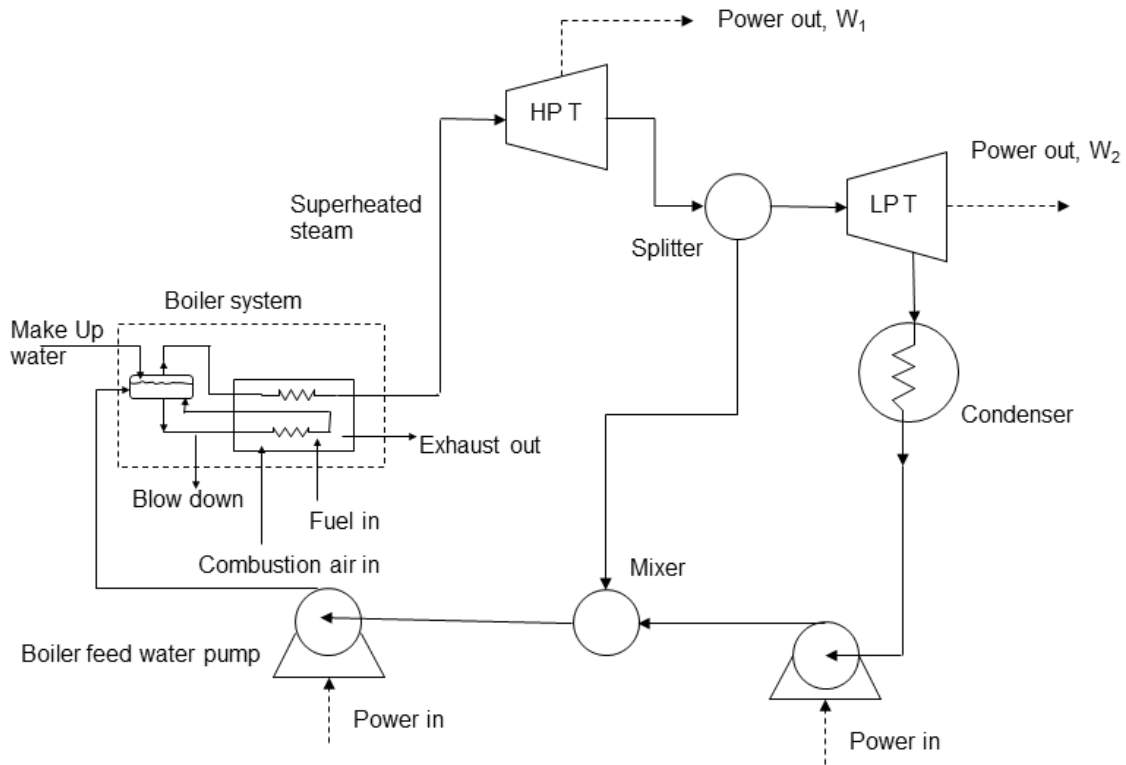 Power out, W₁
HP T
Power out, W₂
LP T
Superheated
steam
Splitter
Boiler system
Make Up
water
Condenser
Exhaust out
Blow down
Fuel in
Combustion air in
Mixer
Boiler feed water pump
Power in
Power in